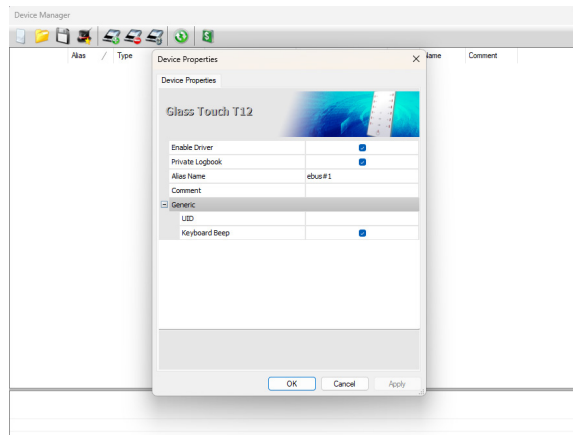 Device Manager
Alias / Type Name Comment
Device Properties
Device Properties
Glass Touch T12
Enable Driver
Private Logbook
Alias Name ebus#1
Comment
Generic
UID
Keyboard Beep
OK Cancel Apply